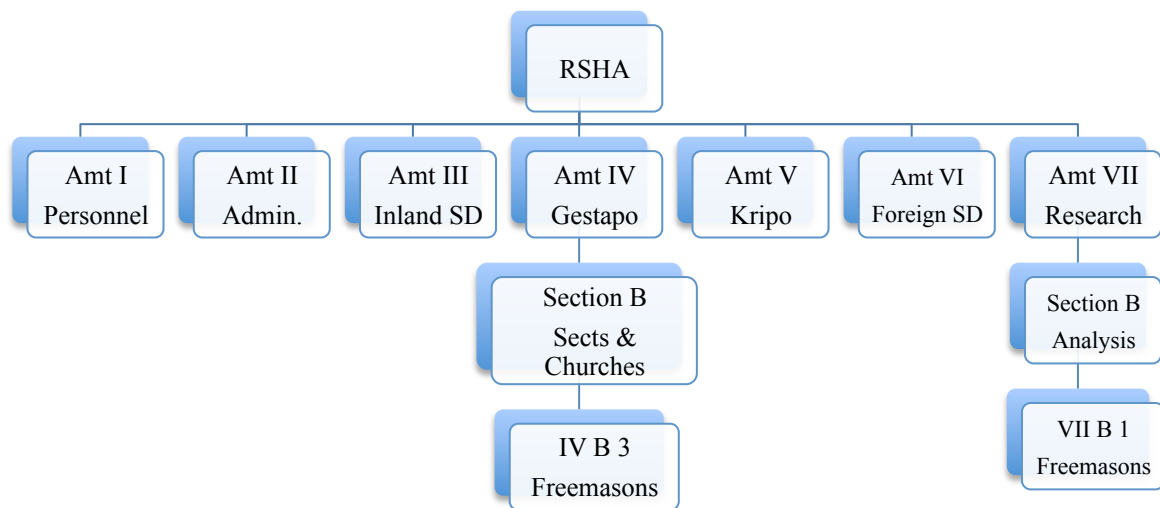 RSHA
Amt I
Personnel
Amt II
Admin.
Amt III
Inland SD
Amt IV
Gestapo
Amt V
Kripo
Amt VI
Foreign SD
Amt VII
Research
Section B
Sects &
Churches
Section B
Analysis
IV B 3
Freemasons
VII B 1
Freemasons